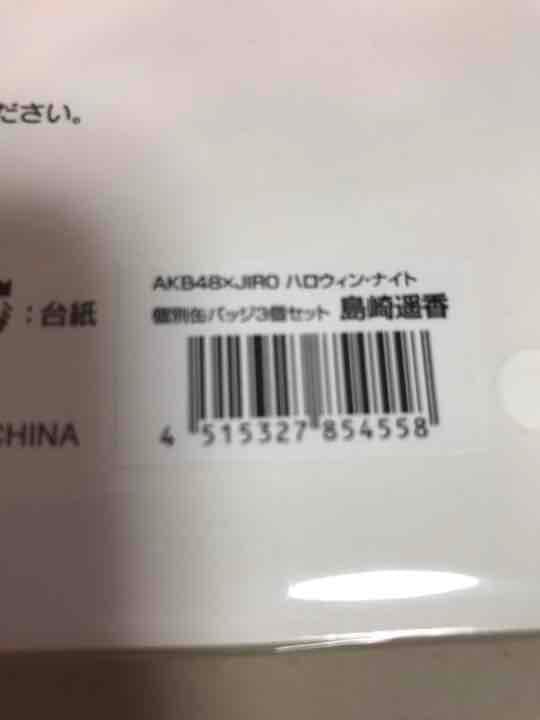 ださい。
AKB48×JIRO ハロウィン・ナイト
個別缶バッジ3個セット 島崎遥香
：台紙
CHINA
4 515327 854558